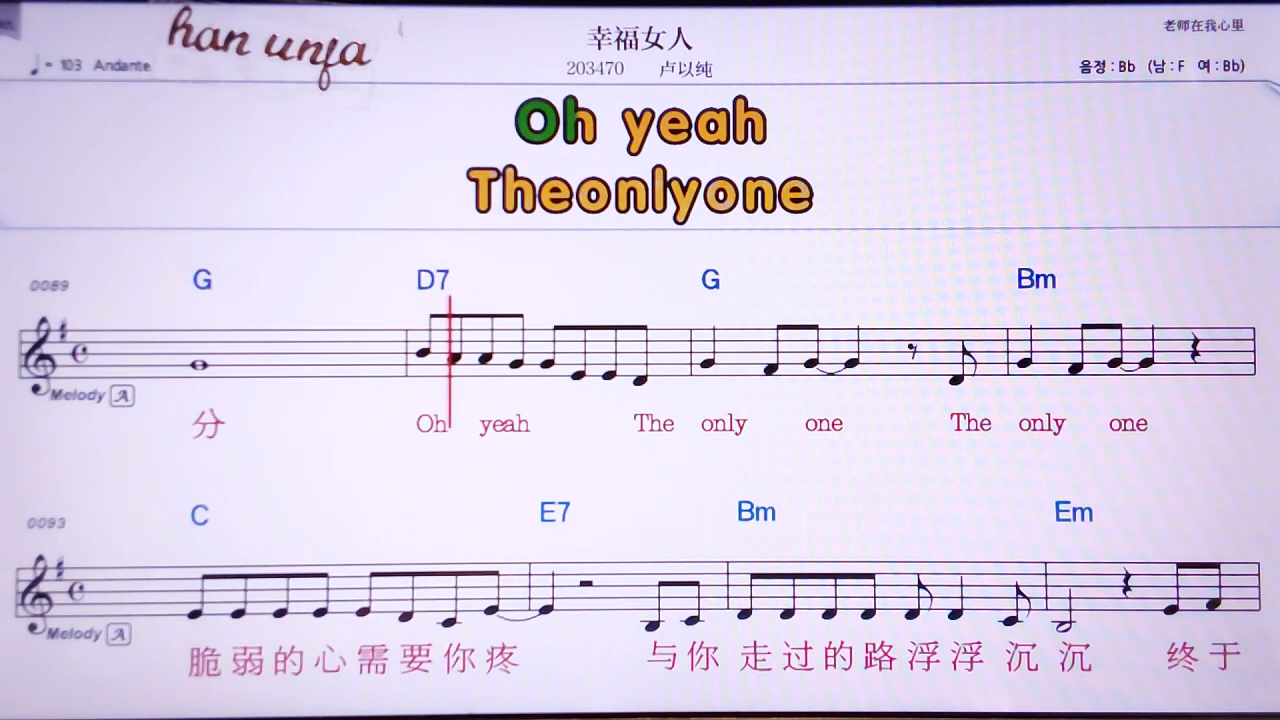 han unfa
幸福女人
老师在我心里
♩= 103 Andante
203470 卢以纯
음정 : Bb (남 : F 여 : Bb)
Oh yeah
Theonlyone
0089 G D7 G Bm
Melody A
分 Oh yeah The only one The only one
0093 C E7 Bm Em
Melody A
脆弱的心需要你疼 与你 走过的路浮浮沉沉 终于